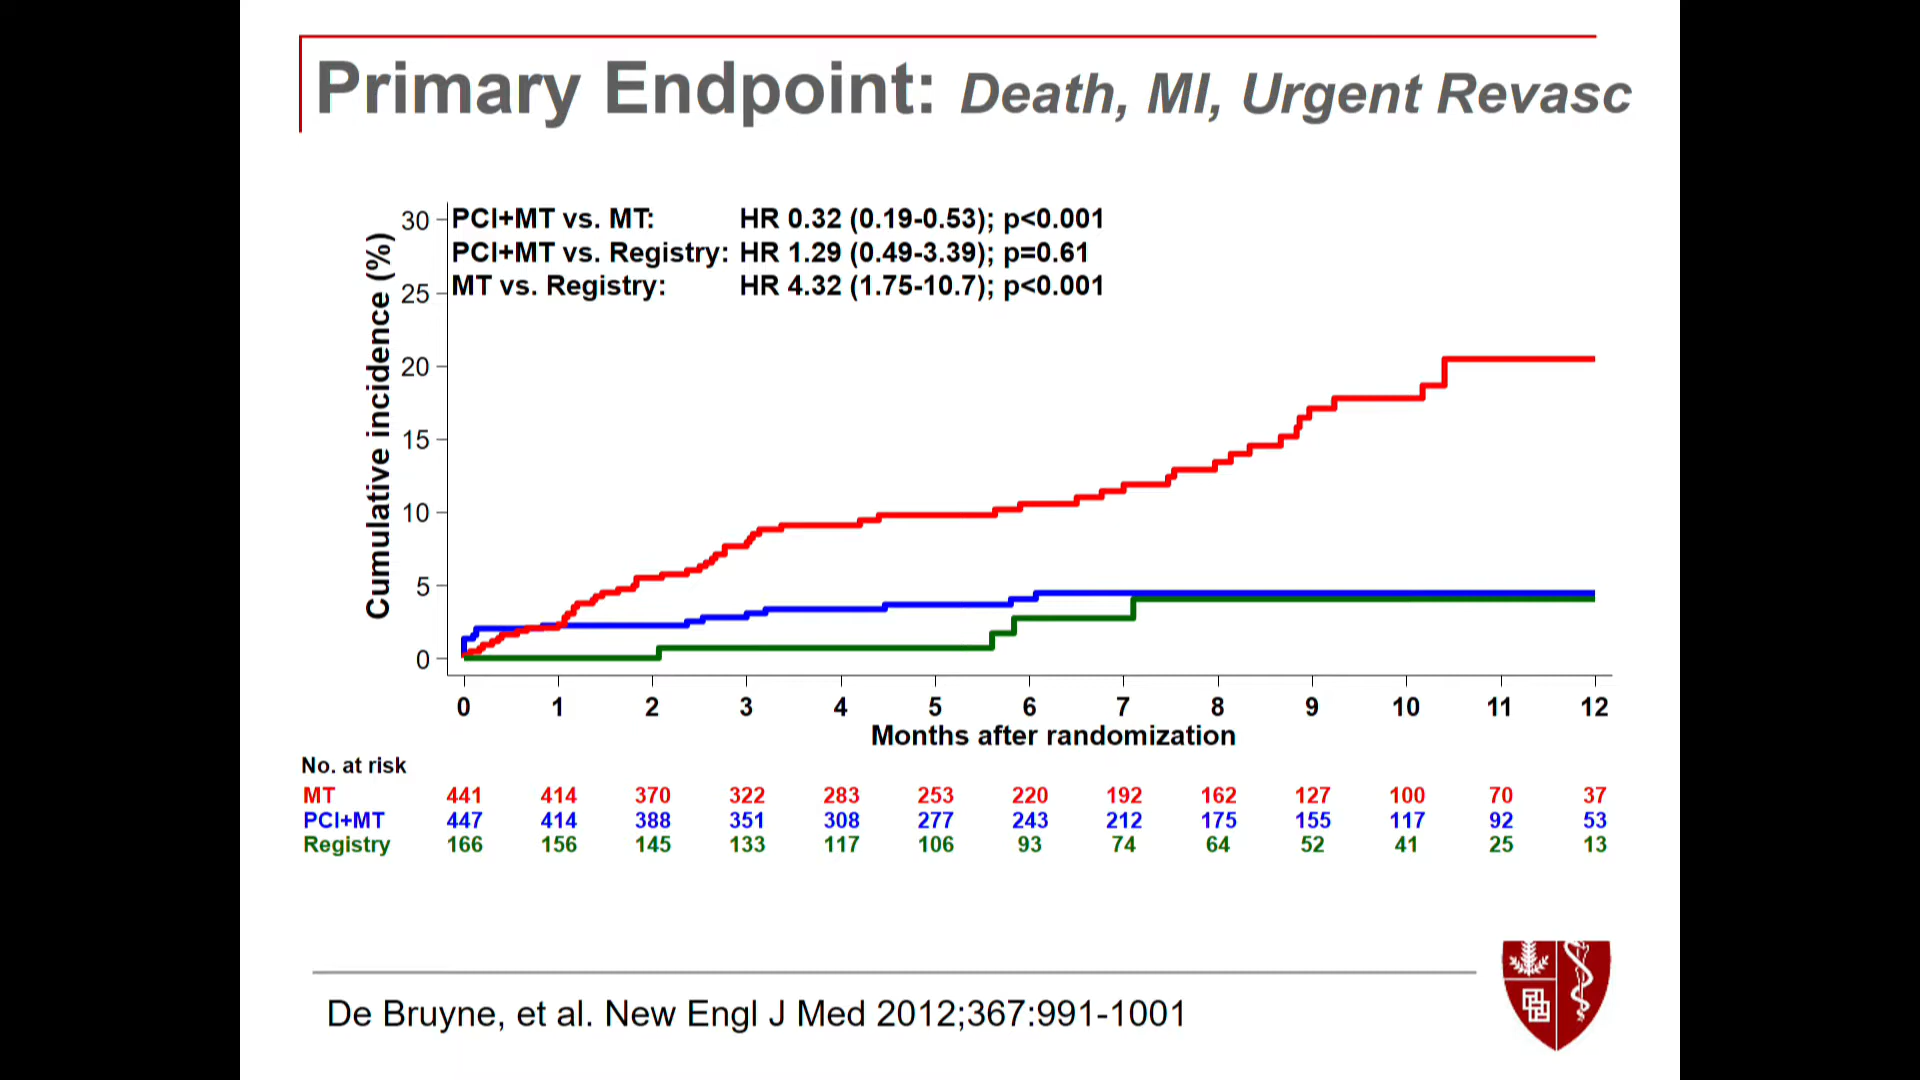 Primary Endpoint: Death, MI, Urgent Revasc
PCI+MT vs. MT: HR 0.32 (0.19-0.53); p<0.001
PCI+MT vs. Registry: HR 1.29 (0.49-3.39); p=0.61
MT vs. Registry: HR 4.32 (1.75-10.7); p<0.001
Cumulative incidence (%)
30
25
20
15
10
5
0
0 1 2 3 4 5 6 7 8 9 10 11 12
Months after randomization
No. at risk
MT 441 414 370 322 283 253 220 192 162 127 100 70 37
PCI+MT 447 414 388 351 308 277 243 212 175 155 117 92 53
Registry 166 156 145 133 117 106 93 74 64 52 41 25 13
De Bruyne, et al. New Engl J Med 2012;367:991-1001